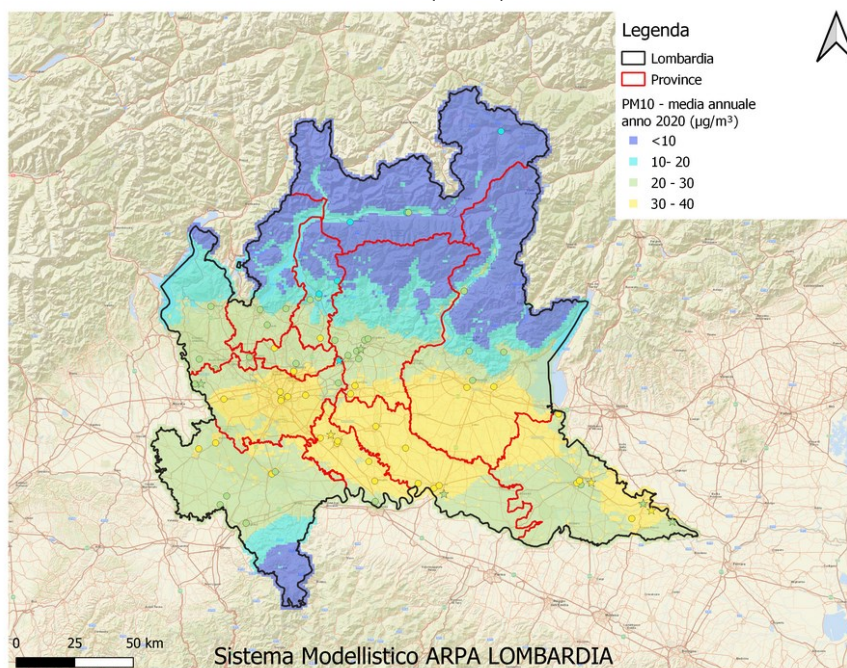 Legenda
Lombardia
Province
PM10 - media annuale
anno 2020 (µg/m³)
<10
10- 20
20 - 30
30 - 40
0 25 50 km
Sistema Modellistico ARPA LOMBARDIA